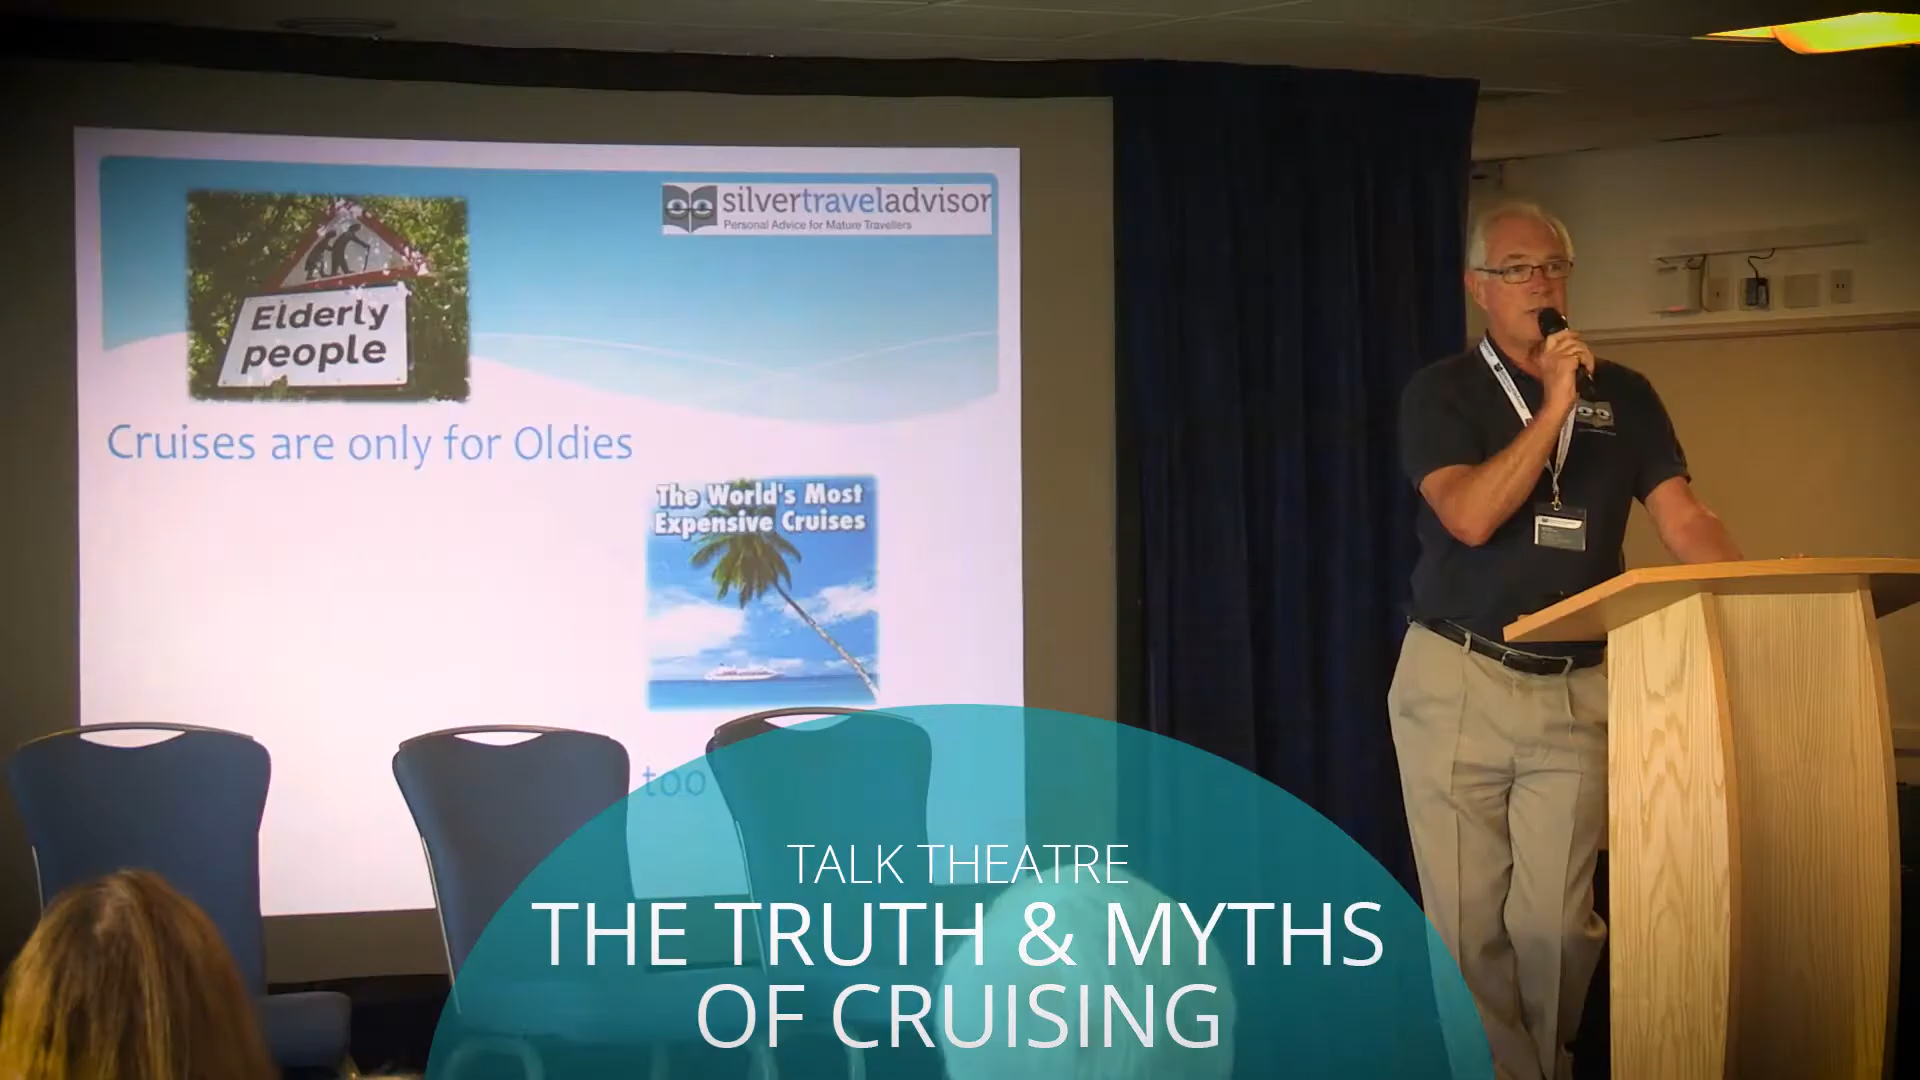 silvertraveladvisor
Personal Advice for Mature Travellers
Elderly
people
Cruises are only for Oldies
The World's Most
Expensive Cruises
too
TALK THEATRE
THE TRUTH & MYTHS
OF CRUISING